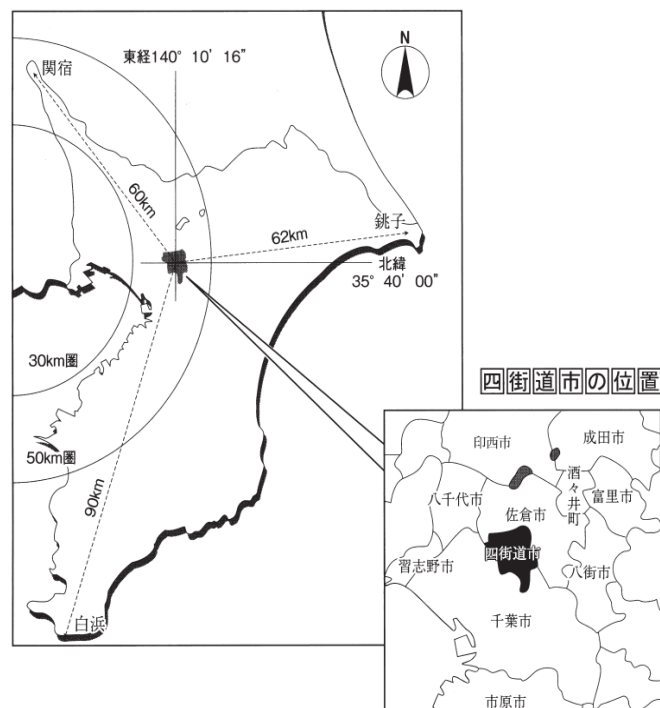 東経140° 10′ 16″
N
関宿
60km
銚子
62km
北緯
35° 40′ 00″
30km圏
50km圏
90km
白浜
四街道市の位置
印西市
成田市
酒々井町
富里市
八千代市
佐倉市
四街道市
習志野市
八街市
千葉市
市原市